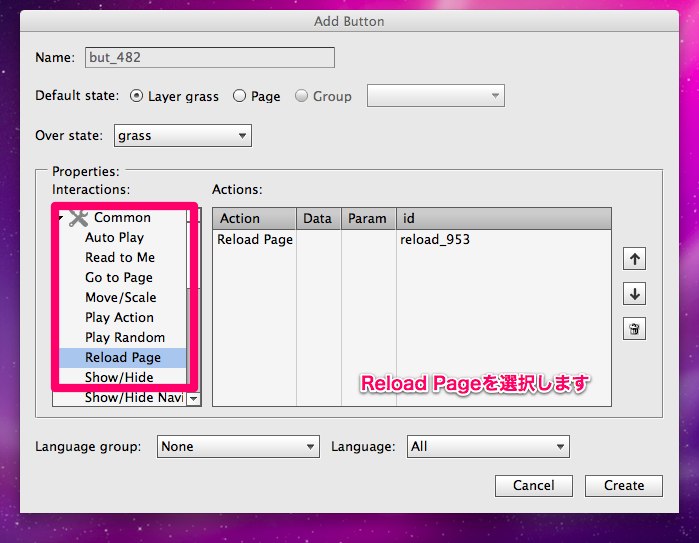 Add Button
Name: but_482
Default state: Layer grass Page Group
Over state: grass
Properties:
Interactions: Actions:
Common
Auto Play
Read to Me
Go to Page
Move/Scale
Play Action
Play Random
Reload Page
Show/Hide
Show/Hide Navi
Action Data Param id
Reload Page reload_953
Reload Pageを選択します
Language group: None Language: All
Cancel Create